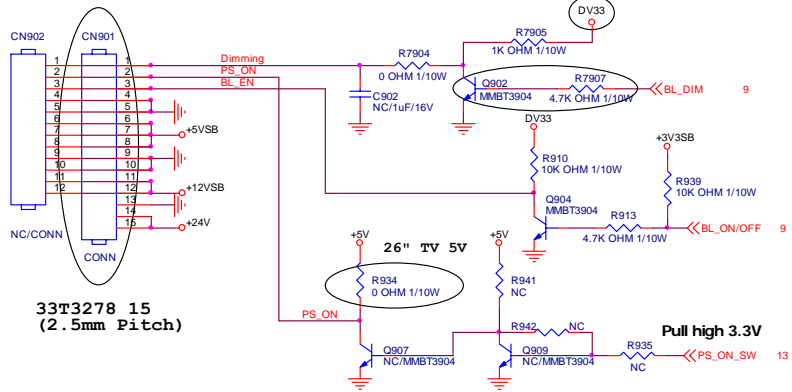 DV33
CN902
CN901
R7905
1K OHM 1/10W
R7904
0 OHM 1/10W
Dimming
PS_ON
BL_EN
1
2
3
4
5
6
7
8
9
10
11
12
1
2
3
4
5
6
7
8
9
10
11
12
13
14
15
C902
NC/1uF/16V
Q902
MMBT3904
R7907
4.7K OHM 1/10W
BL_DIM 9
DV33
+3V3SB
+5VSB
R910
10K OHM 1/10W
R939
10K OHM 1/10W
+12VSB
Q904
MMBT3904
R913
4.7K OHM 1/10W
BL_ON/OFF 9
+24V
NC/CONN
CONN
+5V
26" TV 5V
+5V
R934
0 OHM 1/10W
R941
NC
33T3278 15
(2.5mm Pitch)
PS_ON
R942
NC
Pull high 3.3V
Q907
NC/MMBT3904
Q909
NC/MMBT3904
R935
NC
PS_ON_SW 13